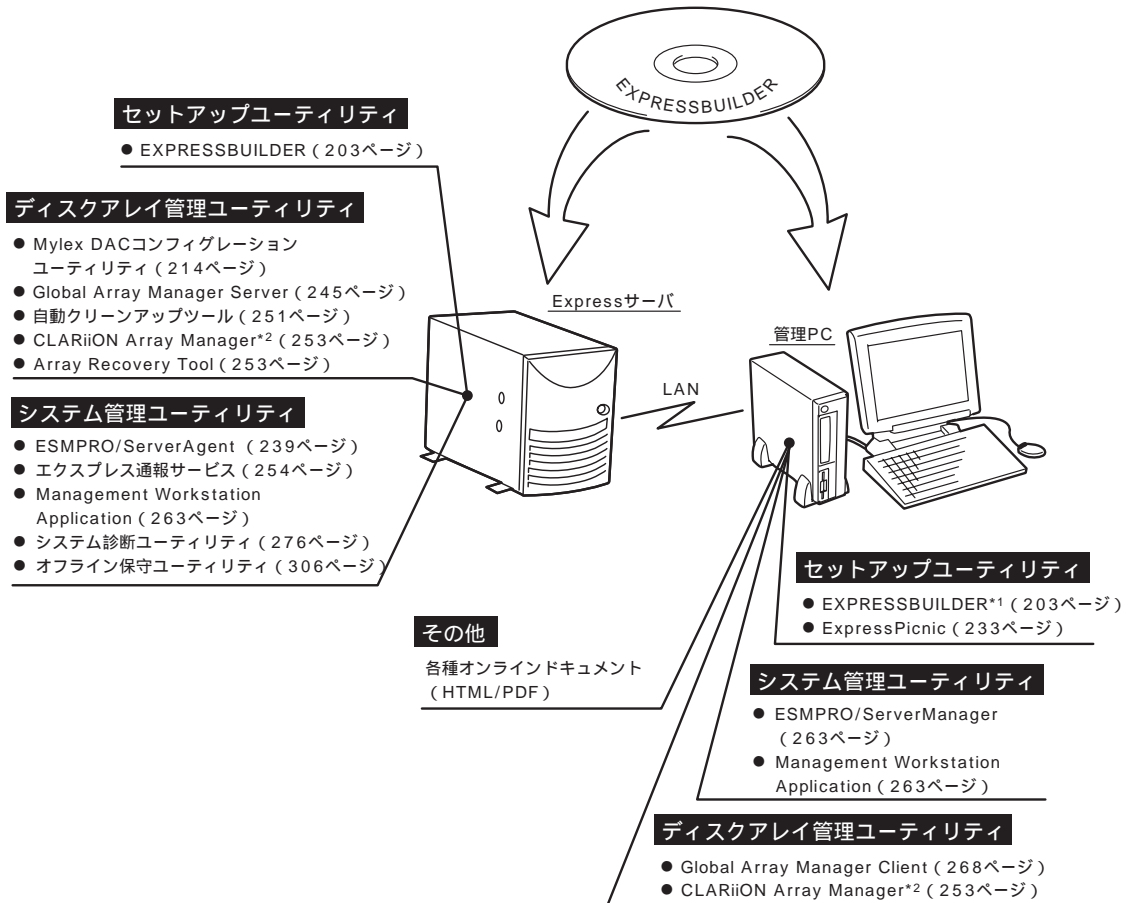 EXPRESSBUILDER
セットアップユーティリティ
● EXPRESSBUILDER（203ページ）
ディスクアレイ管理ユーティリティ
● Mylex DACコンフィグレーション
ユーティリティ（214ページ）
● Global Array Manager Server（245ページ）
● 自動クリーンアップツール（251ページ）
● CLARiiON Array Manager*2（253ページ）
● Array Recovery Tool（253ページ）
システム管理ユーティリティ
● ESMPRO/ServerAgent （239ページ）
● エクスプレス通報サービス（254ページ）
● Management Workstation
Application（263ページ）
● システム診断ユーティリティ（276ページ）
● オフライン保守ユーティリティ（306ページ）
Expressサーバ
LAN
管理PC
その他
各種オンラインドキュメント
（HTML/PDF）
セットアップユーティリティ
● EXPRESSBUILDER*1（203ページ）
● ExpressPicnic（233ページ）
システム管理ユーティリティ
● ESMPRO/ServerManager
（263ページ）
● Management Workstation
Application（263ページ）
ディスクアレイ管理ユーティリティ
● Global Array Manager Client（268ページ）
● CLARiiON Array Manager*2（253ページ）